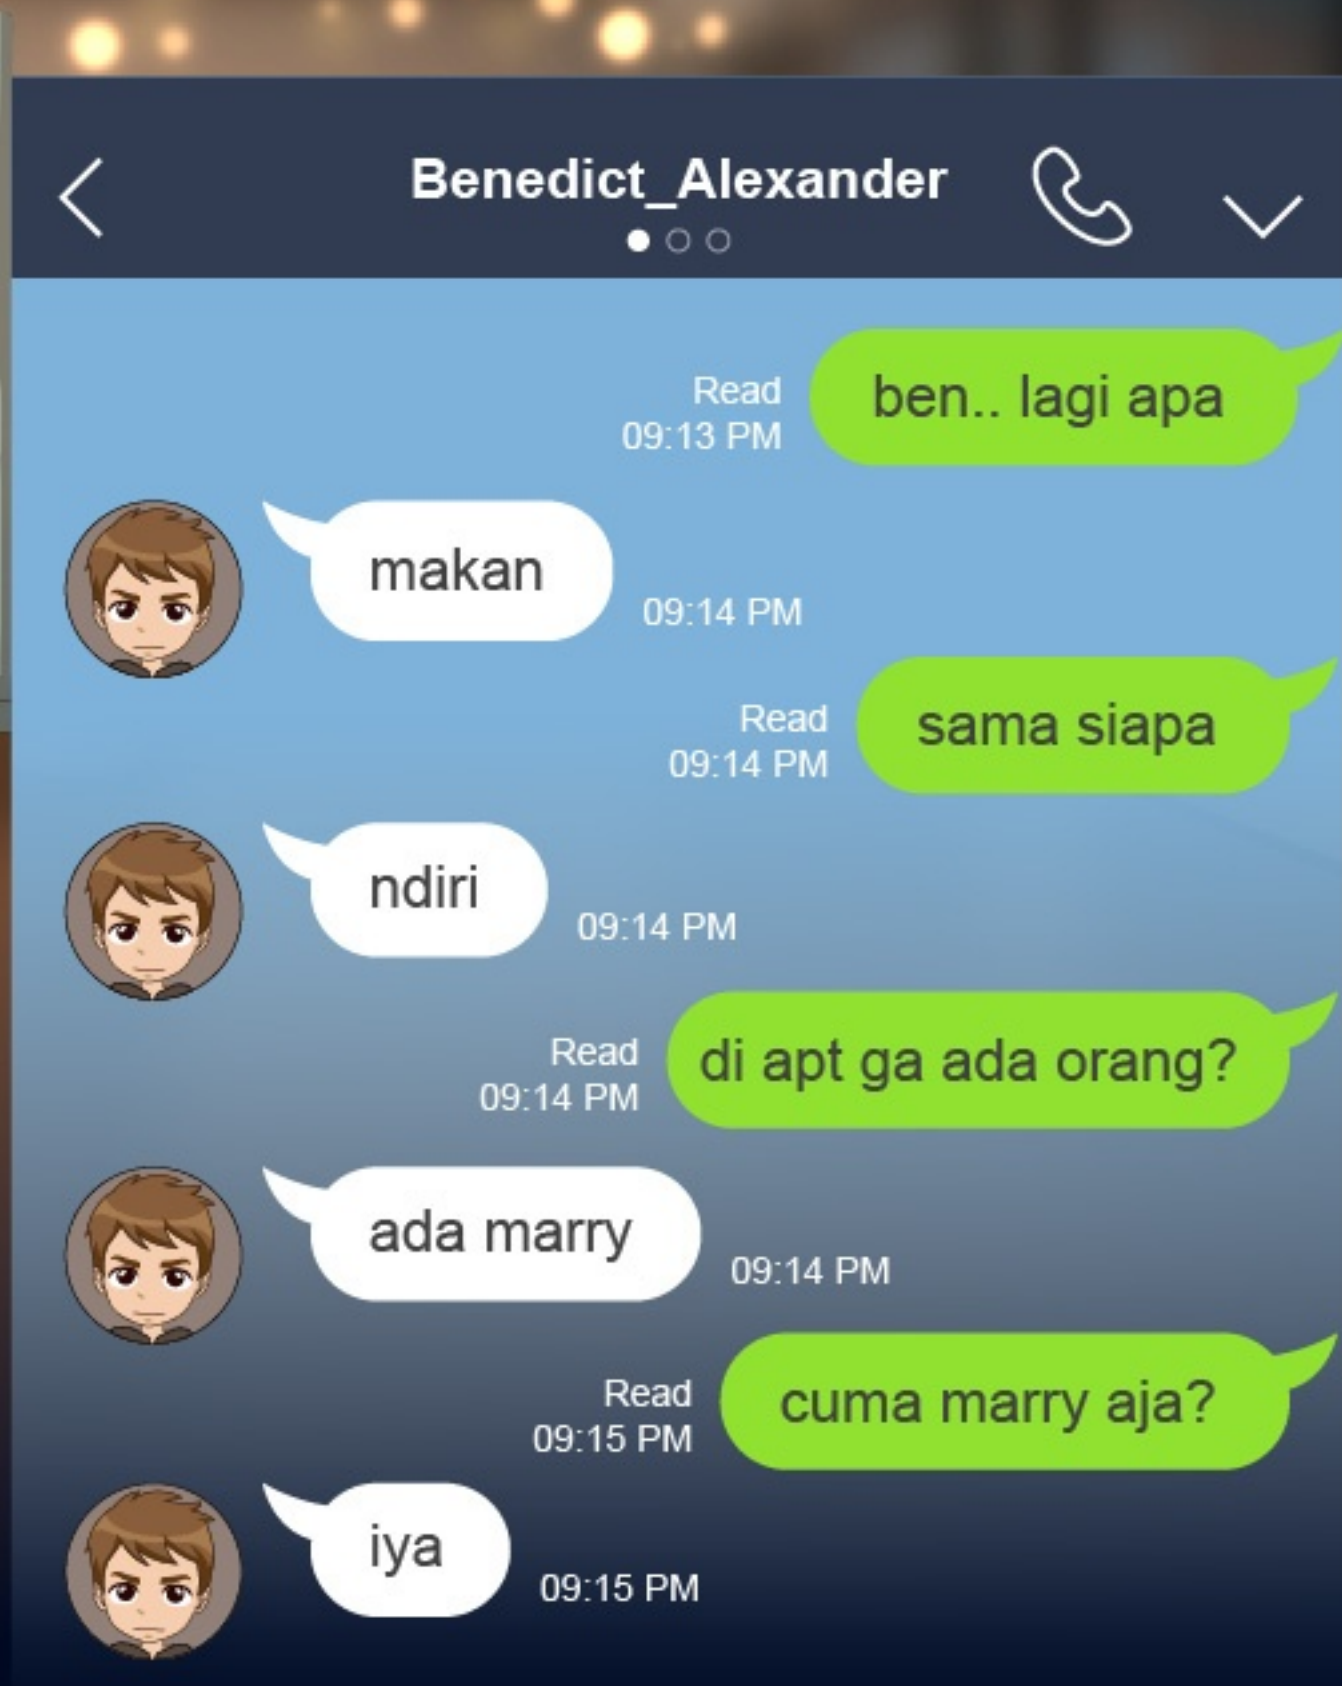 Benedict_Alexander
ben.. lagi apa
Read
09:13 PM
makan
09:14 PM
sama siapa
Read
09:14 PM
ndiri
09:14 PM
di apt ga ada orang?
Read
09:14 PM
ada marry
09:14 PM
cuma marry aja?
Read
09:15 PM
iya
09:15 PM